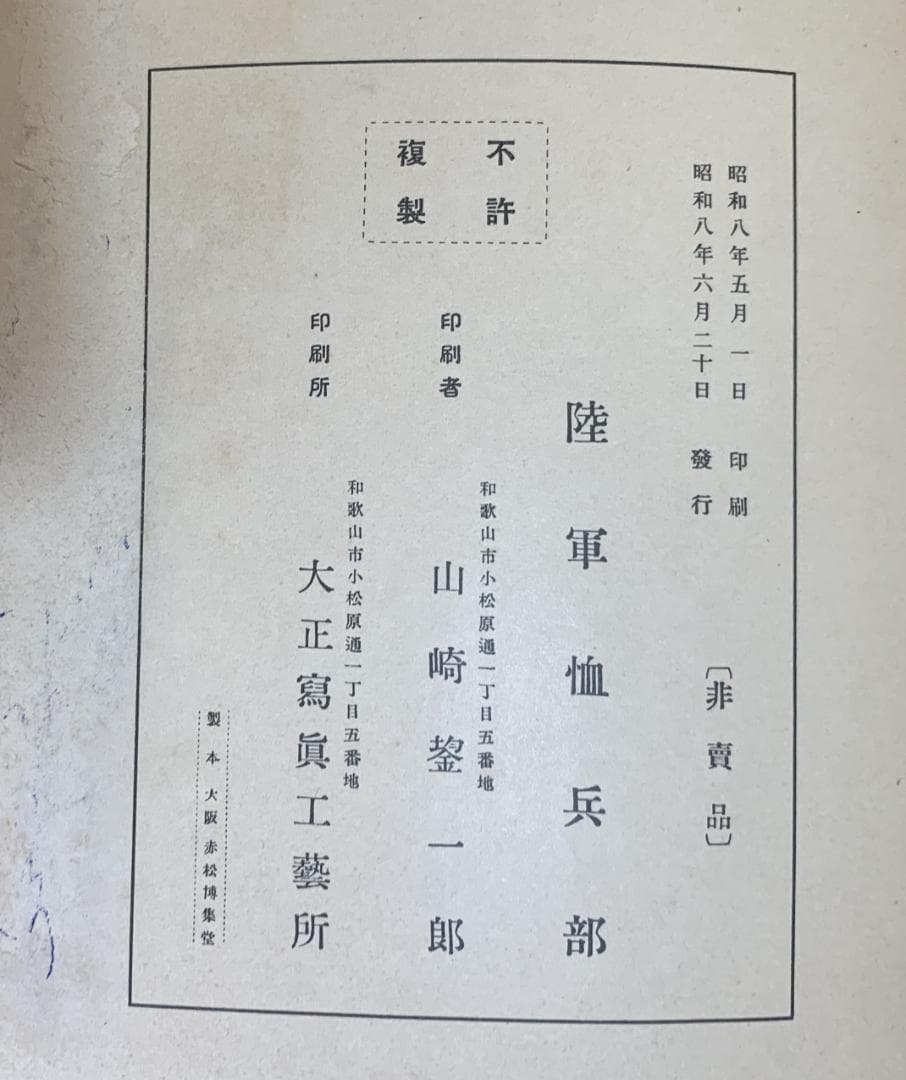 昭和八年五月一日 印刷
昭和八年六月二十日 發行
〔非賣品〕
不許
複製
陸軍恤兵部
和歌山市小松原通一丁目五番地
印刷者 山崎鋆一郎
和歌山市小松原通一丁目五番地
印刷所 大正寫眞工藝所
製本 大阪 赤松博集堂